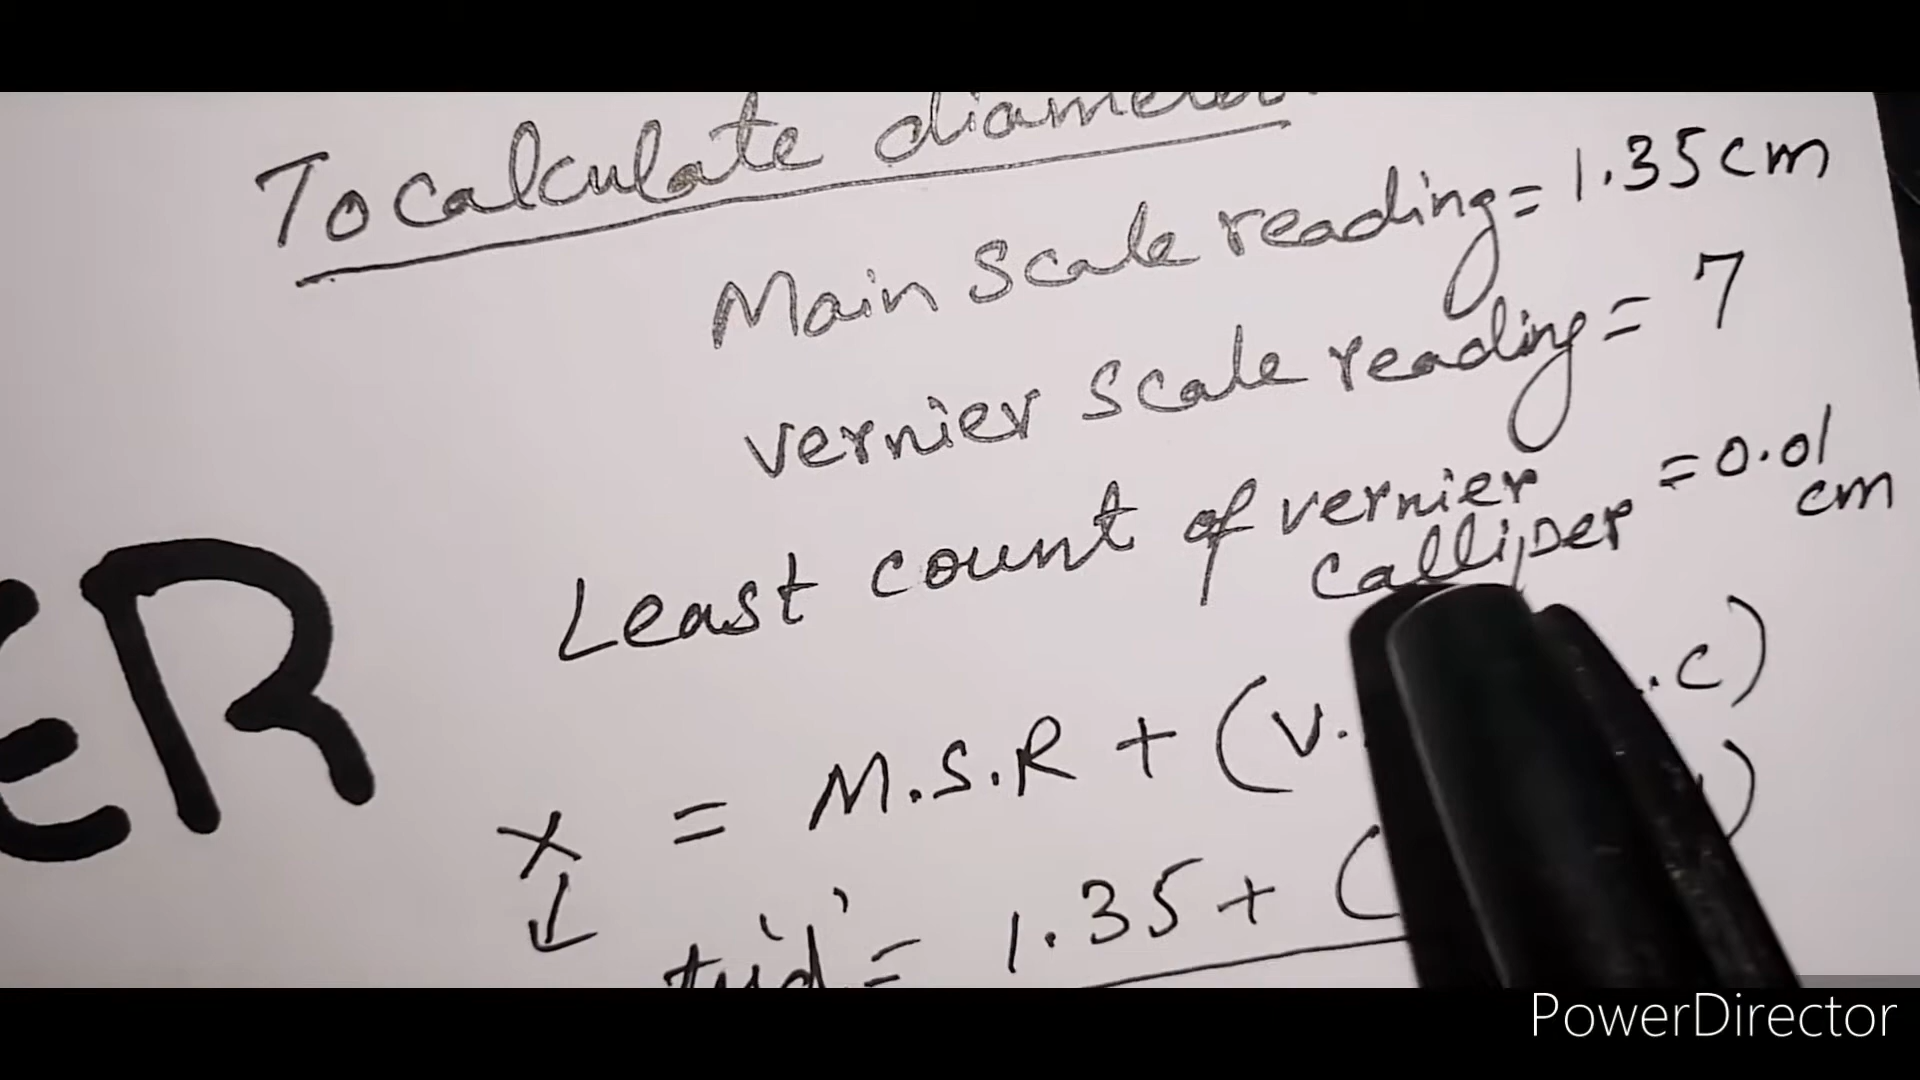 To calculate diameter
Main scale reading = 1.35 cm
vernier scale reading = 7
Least count of vernier calliper = 0.01 cm
ER
x = M.S.R + (V. .C)
= 1.35 + ( )
PowerDirector